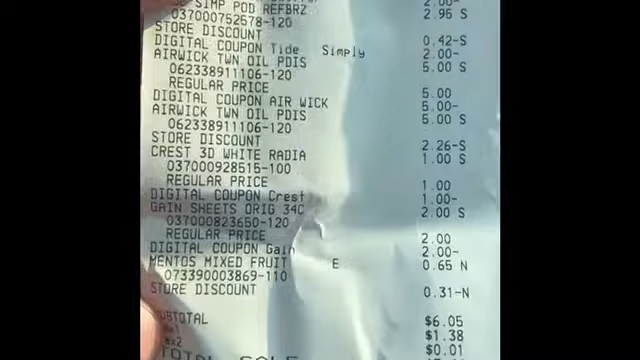 SIMP POD REFBRZ 2.95 S
037000752578-120
STORE DISCOUNT 0.42-S
DIGITAL COUPON Tide Simply 2.00-
AIRWICK TWN OIL PDIS 5.00 S
062338911106-120
REGULAR PRICE 5.00
DIGITAL COUPON AIR WICK 5.00-
AIRWICK TWN OIL PDIS 5.00 S
062338911106-120
STORE DISCOUNT 2.26-S
CREST 3D WHITE RADIA 1.00 S
037000928515-100
REGULAR PRICE 1.00
DIGITAL COUPON Crest 1.00-
GAIN SHEETS ORIG 34C 2.00 S
037000823650-120
REGULAR PRICE 2.00
DIGITAL COUPON Gain 2.00-
MENTOS MIXED FRUIT E 0.65 N
073390003869-110
STORE DISCOUNT 0.31-N
SUBTOTAL $6.05
$1.38
$0.01
TOTAL SALE